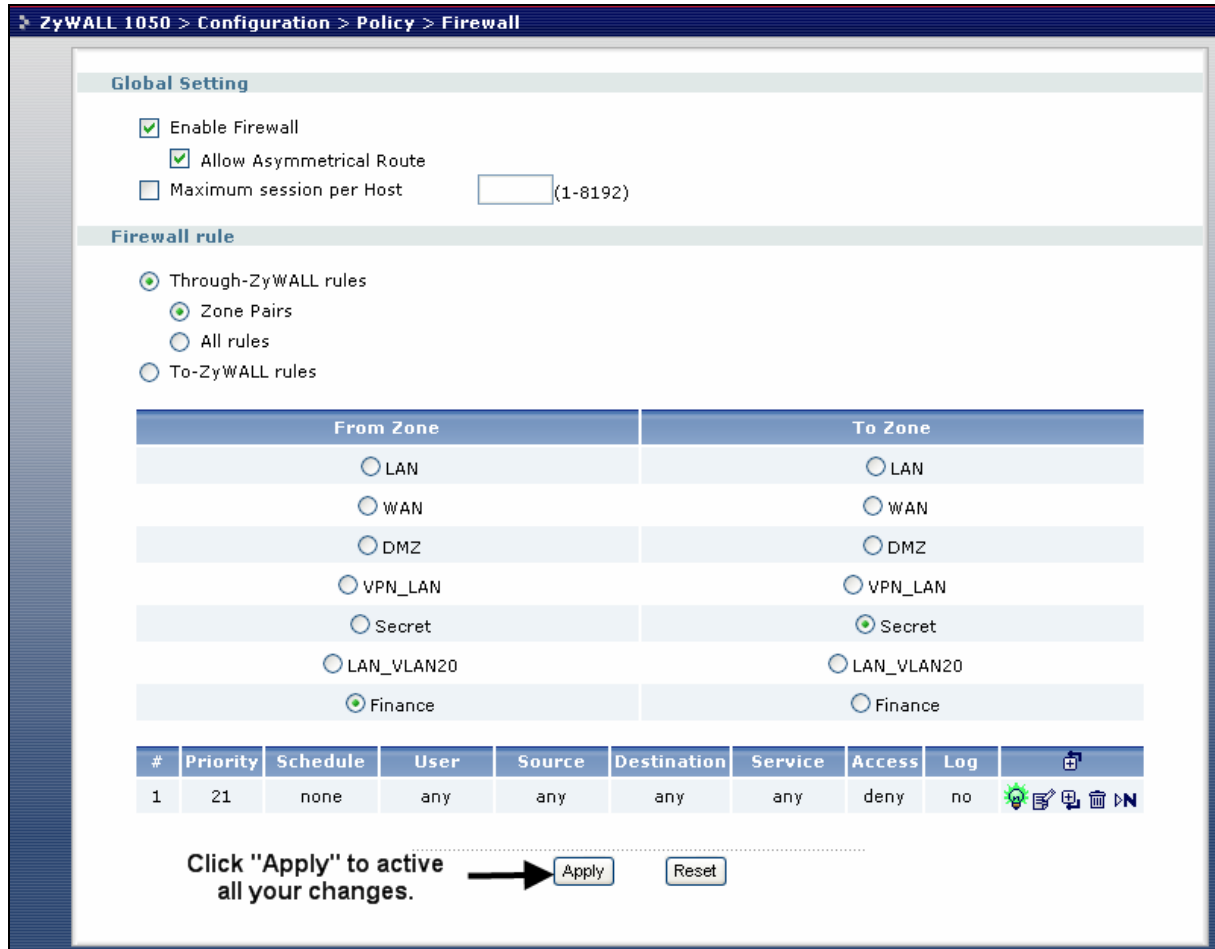 ZyWALL 1050 > Configuration > Policy > Firewall
Global Setting
Enable Firewall
Allow Asymmetrical Route
Maximum session per Host (1-8192)
Firewall rule
Through-ZyWALL rules
Zone Pairs
All rules
To-ZyWALL rules
From Zone To Zone
LAN LAN
WAN WAN
DMZ DMZ
VPN_LAN VPN_LAN
Secret Secret
LAN_VLAN20 LAN_VLAN20
Finance Finance
# Priority Schedule User Source Destination Service Access Log
1 21 none any any any any deny no N
Click "Apply" to active
all your changes.
Apply Reset